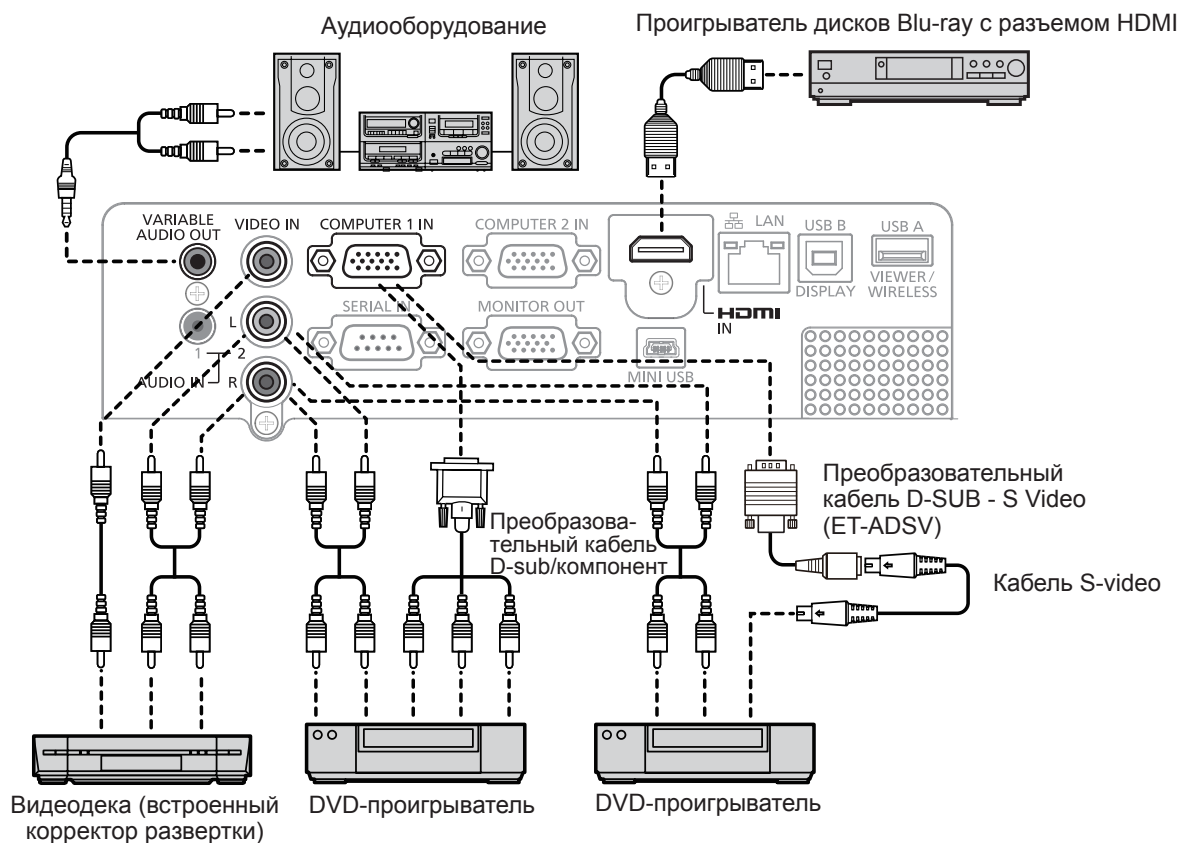 Аудиооборудование
Проигрыватель дисков Blu-ray с разъемом HDMI
VARIABLE
AUDIO OUT
VIDEO IN
COMPUTER 1 IN
COMPUTER 2 IN
LAN
USB B
USB A
DISPLAY
VIEWER /
WIRELESS
SERIAL IN
MONITOR OUT
HDMI
IN
L
1
2
AUDIO IN
R
MINI USB
Преобразовательный
кабель D-SUB - S Video
(ET-ADSV)
Преобразова-
тельный кабель
D-sub/компонент
Кабель S-video
Видеодека (встроенный
корректор развертки)
DVD-проигрыватель
DVD-проигрыватель